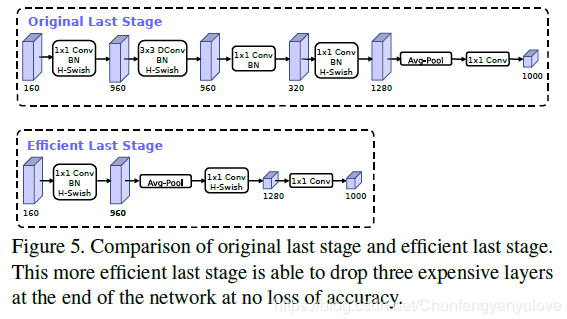 Original Last Stage
1x1 Conv
BN
H-Swish
3x3 DConv
BN
H-Swish
1x1 Conv
BN
1x1 Conv
BN
H-Swish
Avg-Pool
1x1 Conv
160
960
960
320
1280
1000
Efficient Last Stage
1x1 Conv
BN
H-Swish
Avg-Pool
1x1 Conv
H-Swish
1x1 Conv
160
960
1280
1000
Figure 5. Comparison of original last stage and efficient last stage.
This more efficient last stage is able to drop three expensive layers
at the end of the network at no loss of accuracy.
https://blog.csdn.net/Chunfengyanyulove